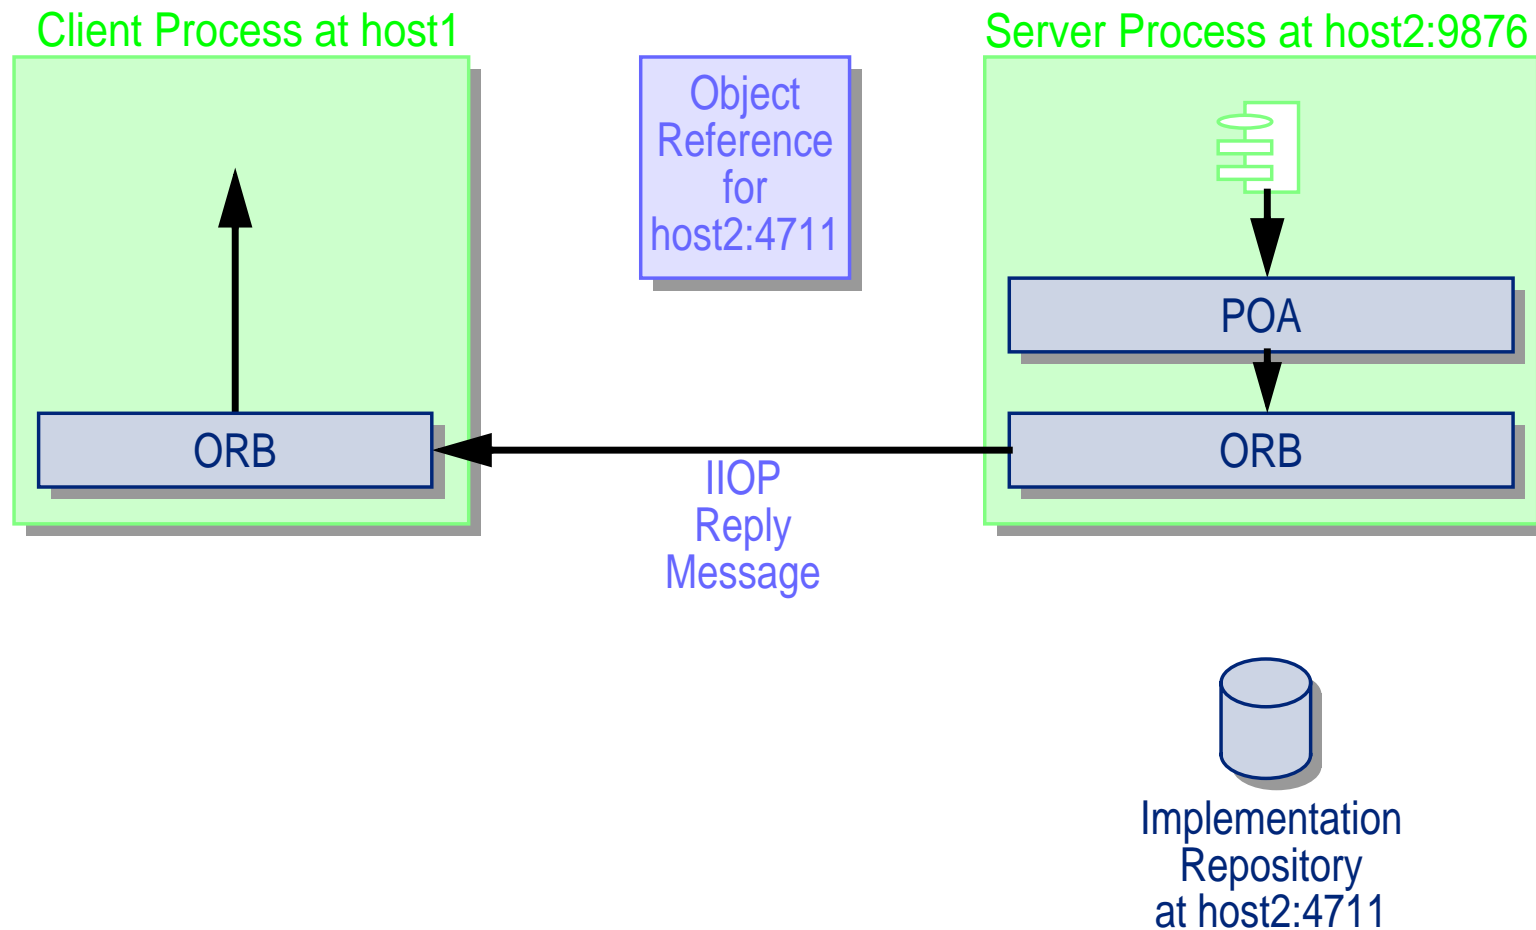 Client Process at host1
Server Process at host2:9876
Object
Reference
for
host2:4711
POA
ORB
ORB
IIOP
Reply
Message
Implementation
Repository
at host2:4711